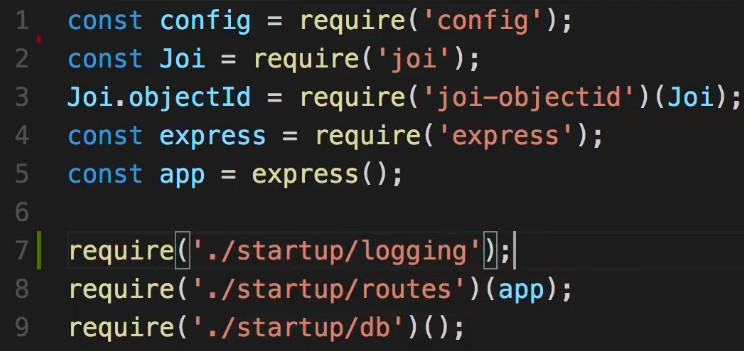 1 const config = require('config');
2 const Joi = require('joi');
3 Joi.objectId = require('joi-objectid')(Joi);
4 const express = require('express');
5 const app = express();
6
7 require('./startup/logging');
8 require('./startup/routes')(app);
9 require('./startup/db')();